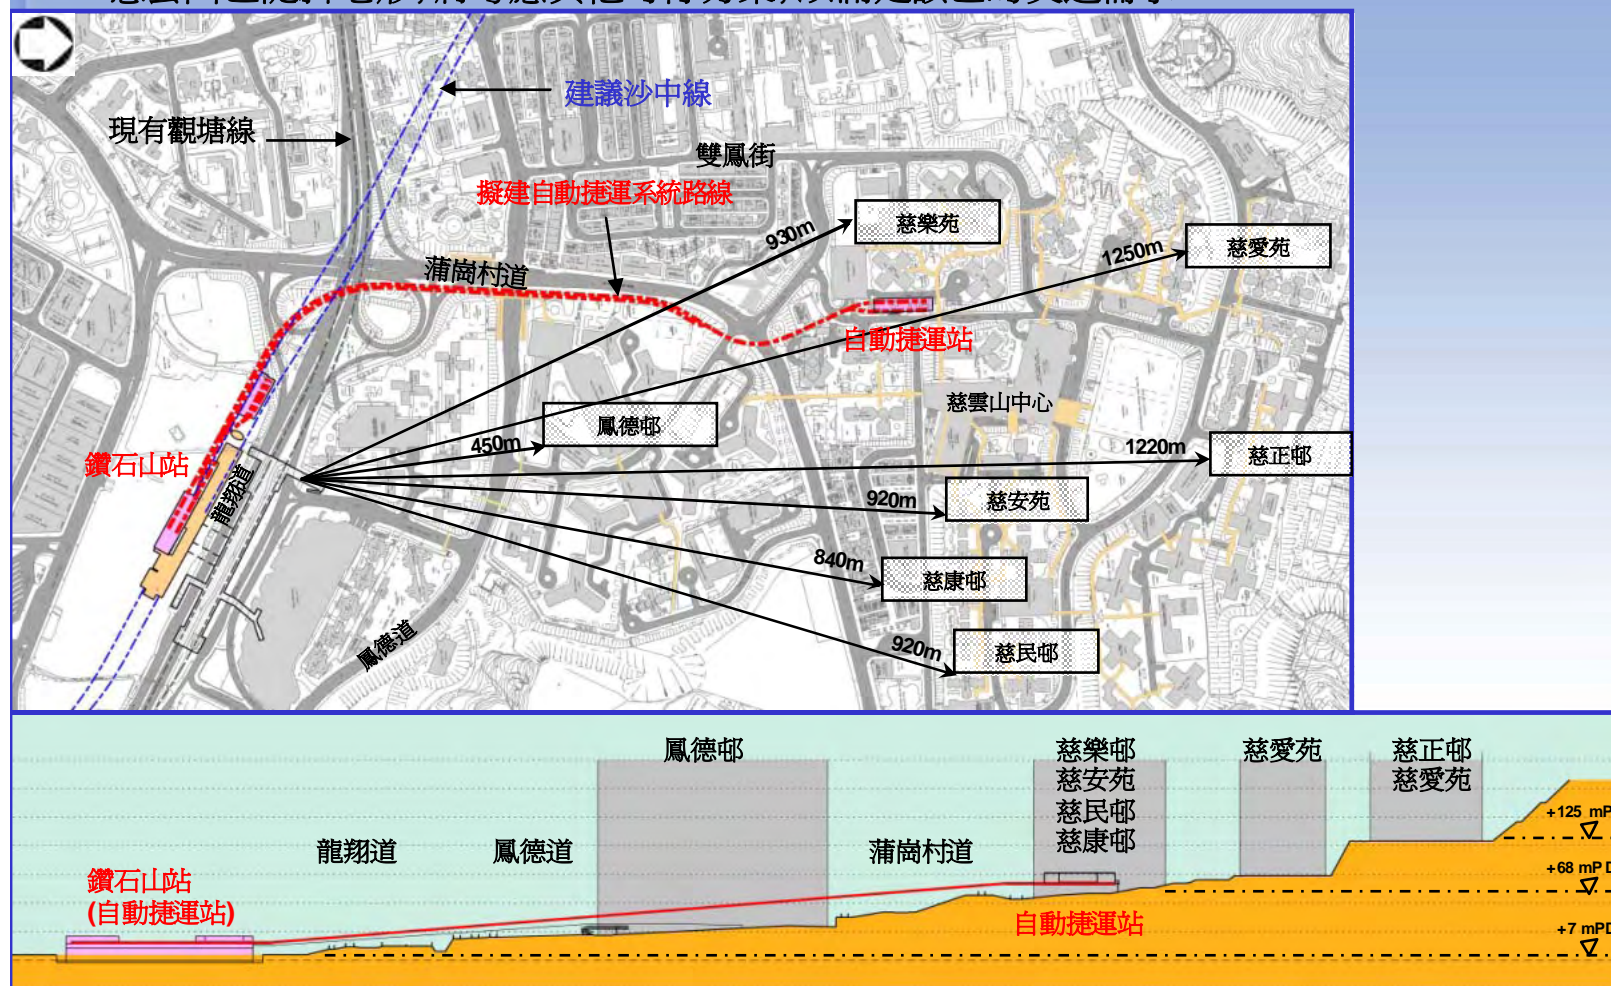 建議沙中線
現有觀塘線
雙鳳街
擬建自動捷運系統路線
慈樂苑
930m
慈愛苑
1250m
蒲崗村道
自動捷運站
慈雲山中心
鳳德邨
450m
1220m
慈正邨
鑽石山站
龍翔道
920m
慈安苑
840m
慈康邨
鳳德道
920m
慈民邨
鳳德邨
慈樂邨
慈安苑
慈民邨
慈康邨
慈愛苑
慈正邨
慈愛苑
+125 mP
龍翔道
鳳德道
蒲崗村道
鑽石山站
(自動捷運站)
+68 mPD
自動捷運站
+7 mPD